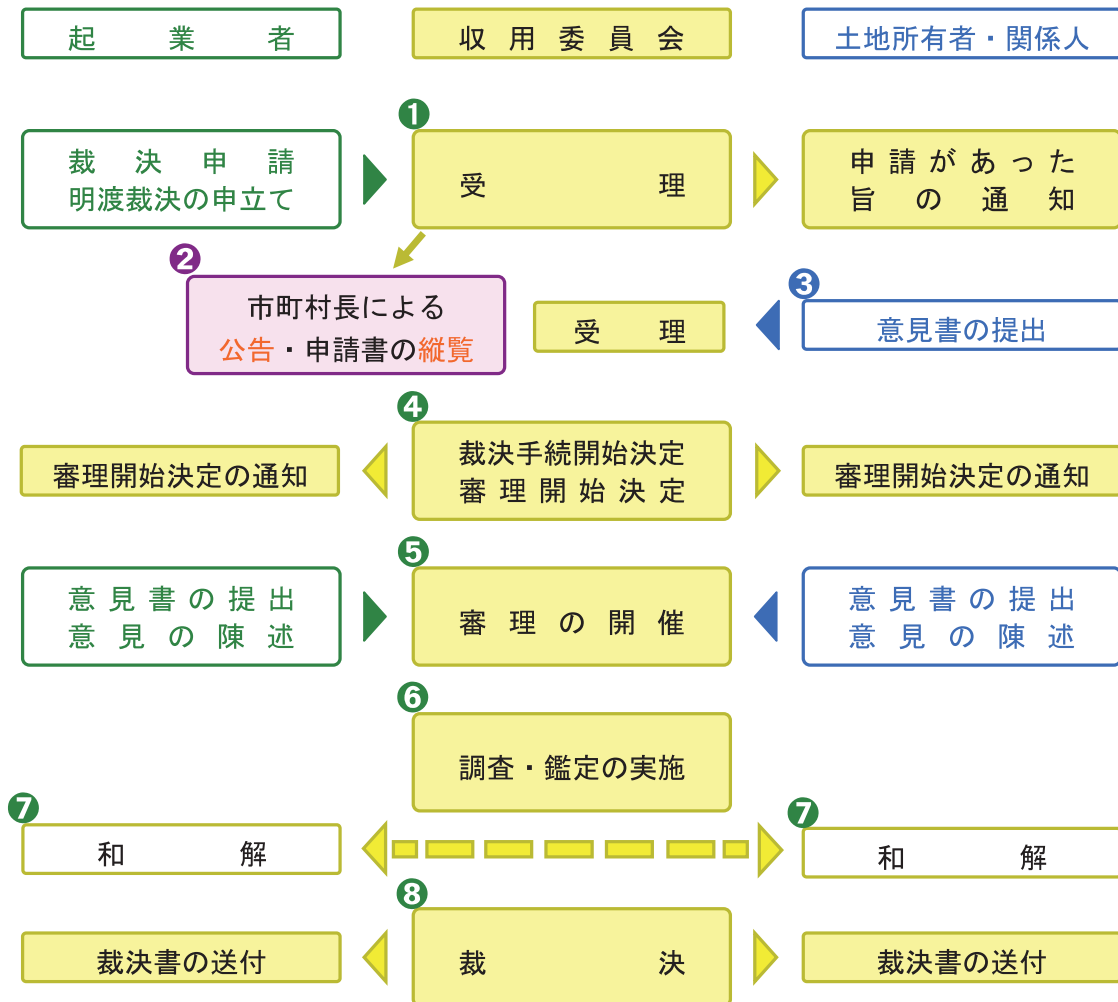 起業者
収用委員会
土地所有者・関係人
❶
裁決申請
明渡裁決の申立て
受理
申請があった
旨の通知
❷
市町村長による
公告・申請書の縦覧
受理
❸
意見書の提出
❹
審理開始決定の通知
裁決手続開始決定
審理開始決定
審理開始決定の通知
❺
意見書の提出
意見の陳述
審理の開催
意見書の提出
意見の陳述
❻
調査・鑑定の実施
❼
和解
❼
和解
❽
裁決書の送付
裁決
裁決書の送付